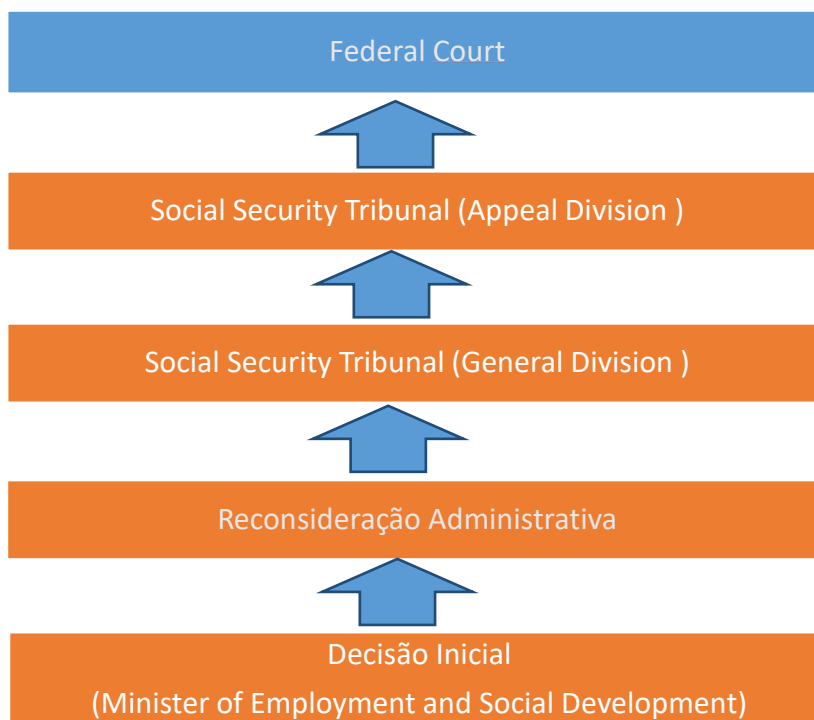 Federal Court
Social Security Tribunal (Appeal Division )
Social Security Tribunal (General Division )
Reconsideração Administrativa
Decisão Inicial
(Minister of Employment and Social Development)